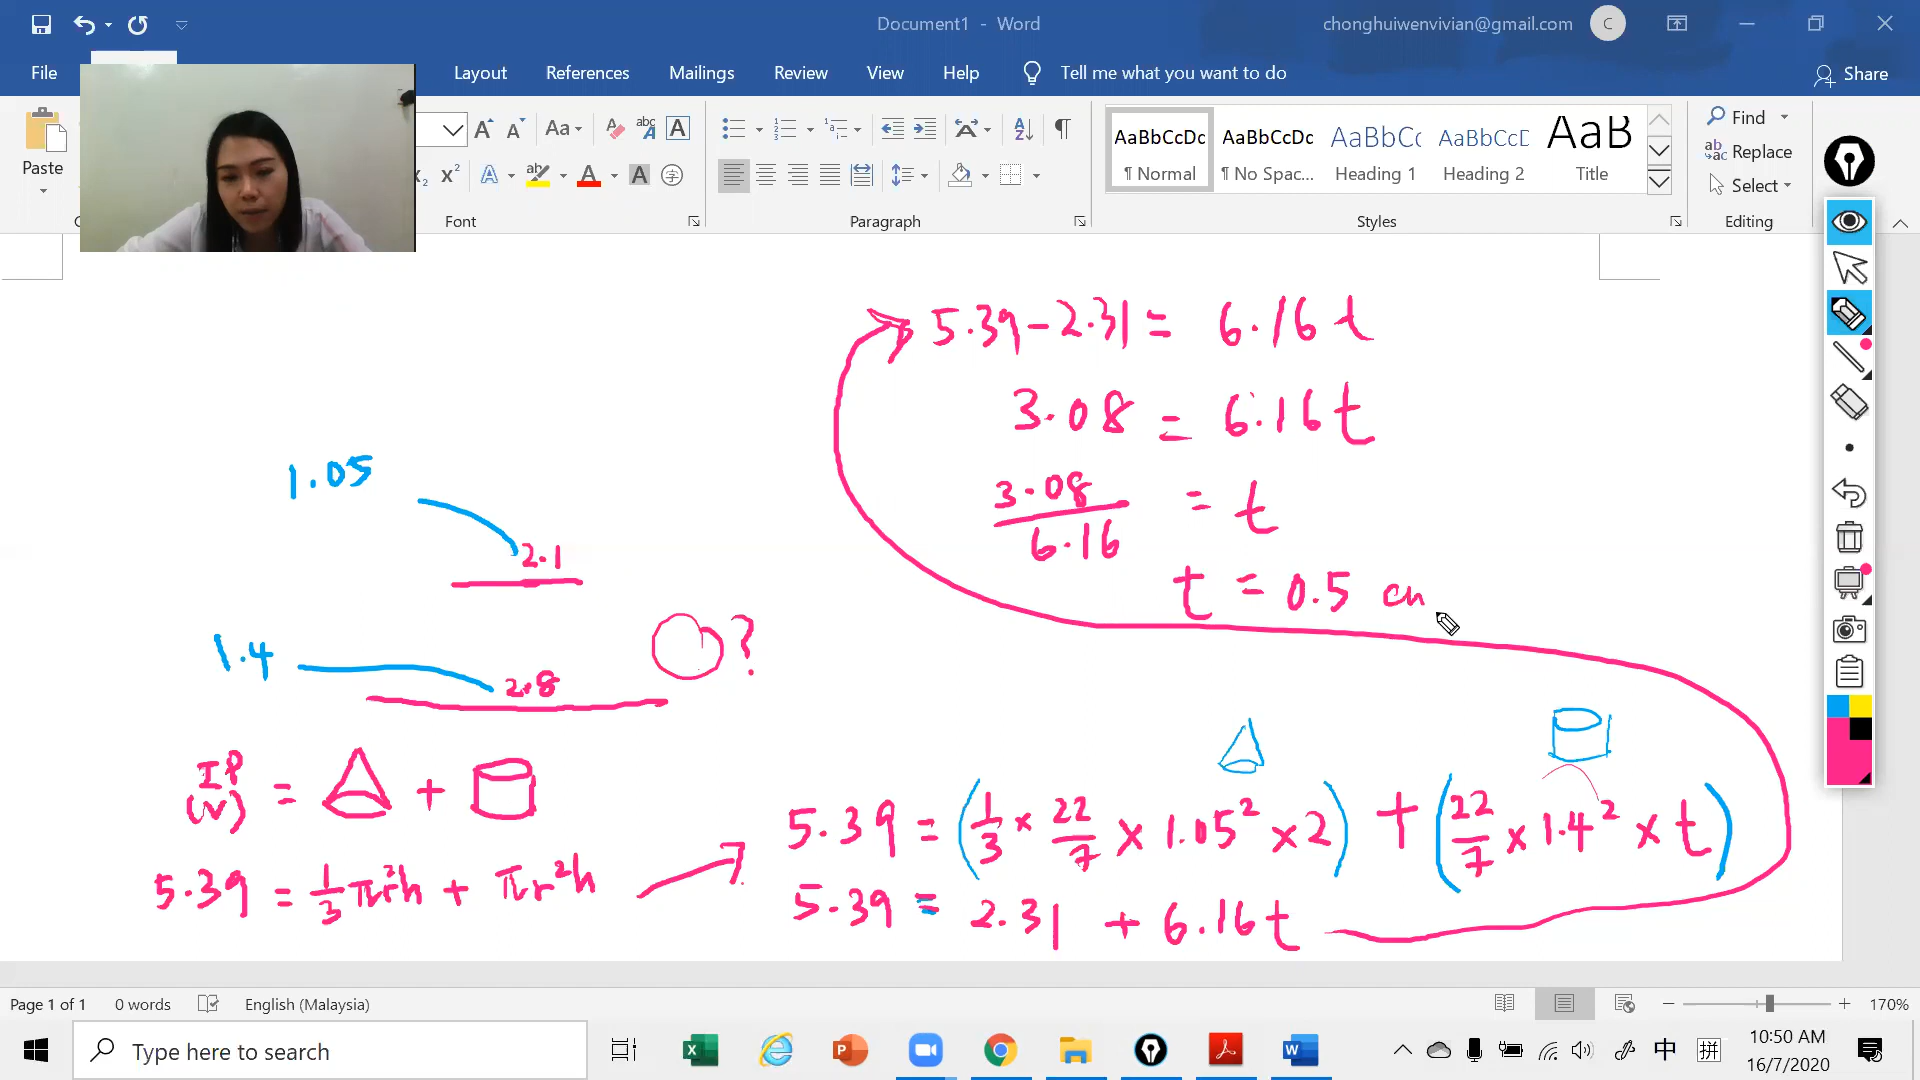 Document1 - Word
chonghuiwenvivian@gmail.com
C
File
Layout
References
Mailings
Review
View
Help
Tell me what you want to do
Share
Paste
Font
Paragraph
AaBbCcDc
¶ Normal
AaBbCcDc
¶ No Spac...
AaBbCc
Heading 1
AaBbCcD
Heading 2
AaB
Title
Styles
Find
Replace
Select
Editing
5.39 - 2.31 = 6.16 t
3.08 = 6.16 t
3.08/6.16 = t
t = 0.5 cm
1.05
2.1
1.4
2.8
?
IP (V) = +
5.39 = 1/3 πr²h + πr²h
5.39 = (1/3 × 22/7 × 1.05² × 2) + (22/7 × 1.4² × t)
5.39 = 2.31 + 6.16 t
Page 1 of 1
0 words
English (Malaysia)
170%
Type here to search
中
拼
10:50 AM
16/7/2020